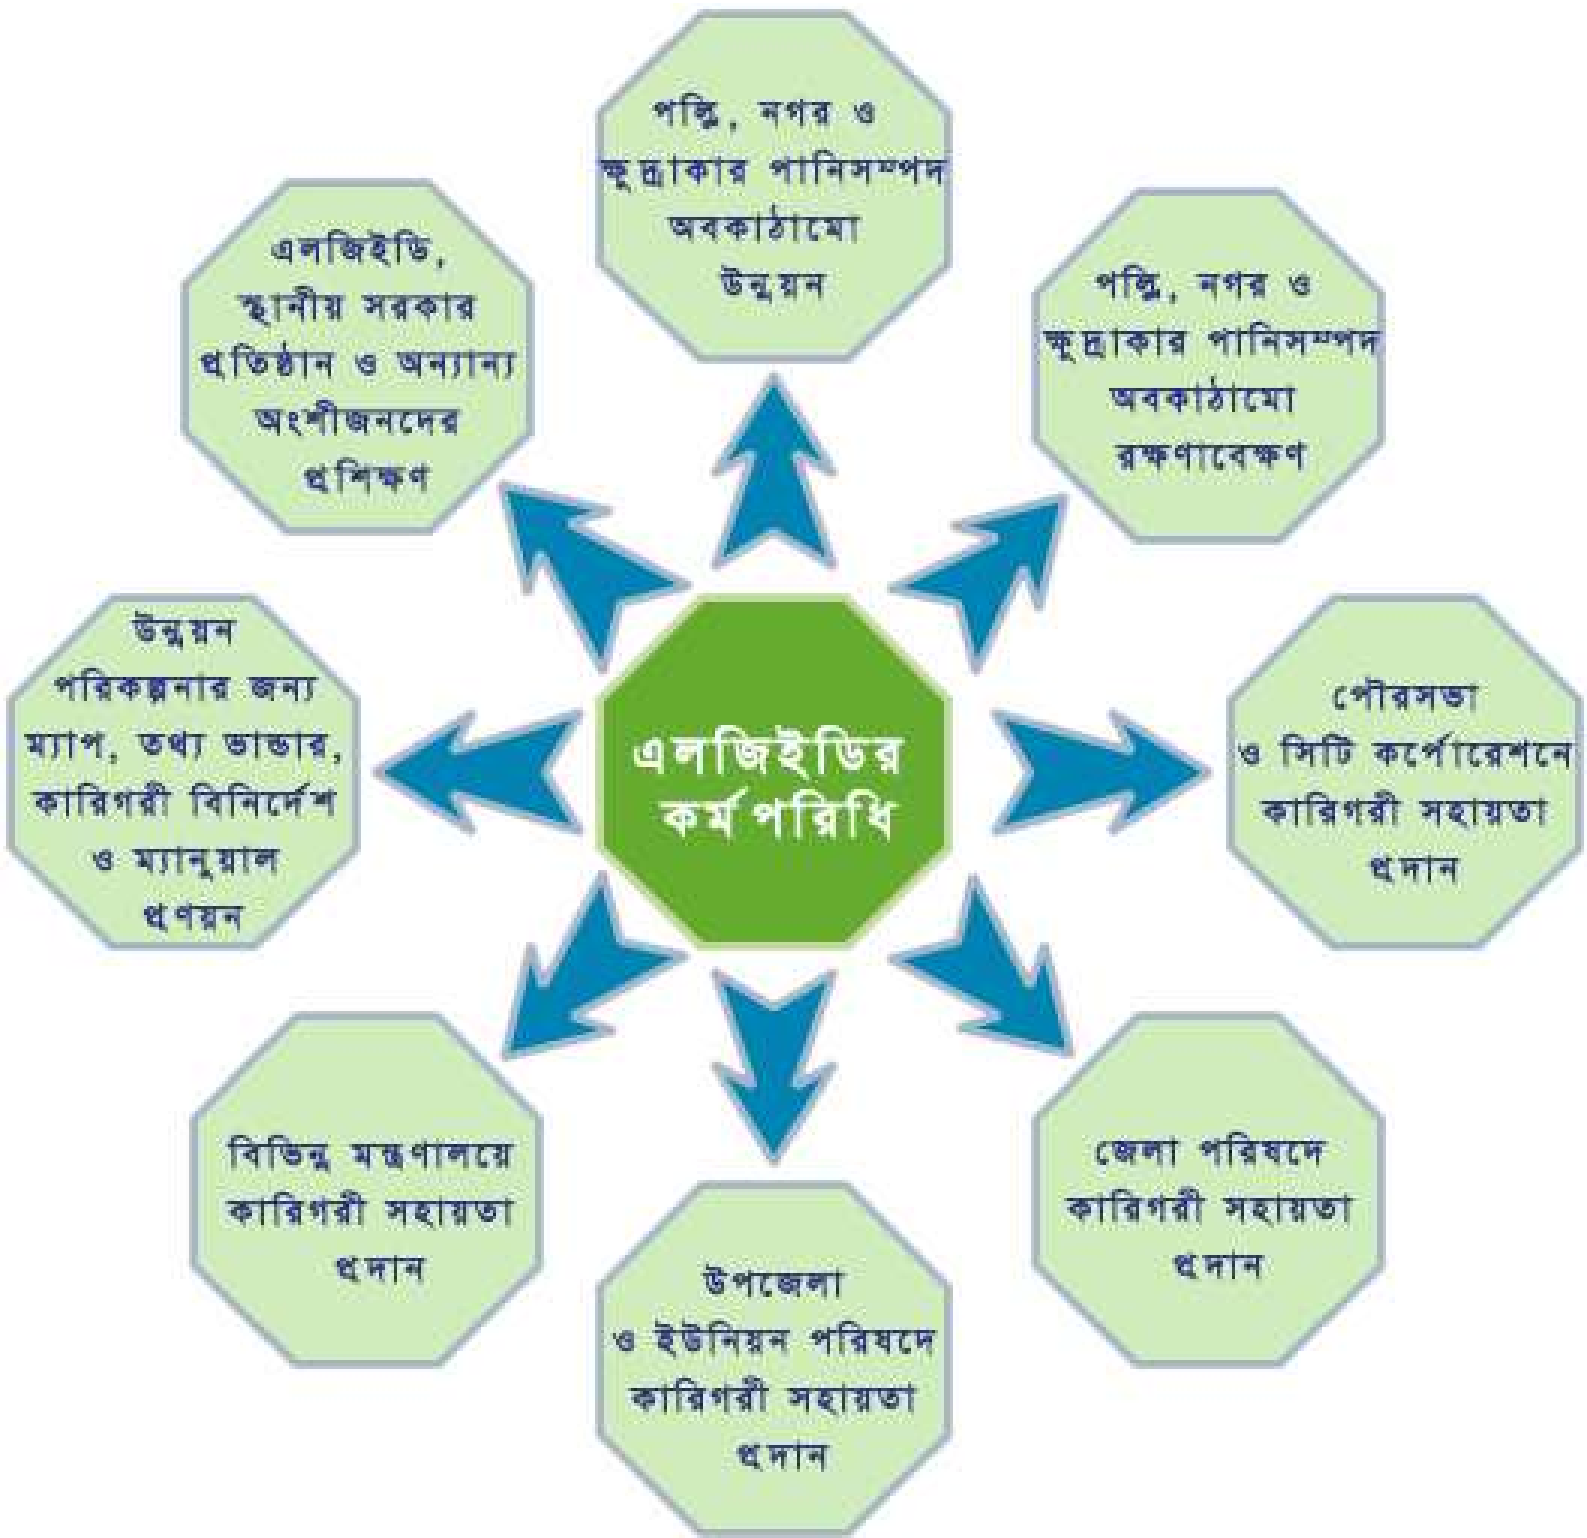 পল্লি, নগর ও
ক্ষুদ্রাকার পানিসম্পদ
অবকাঠামো
উন্নয়ন
পল্লি, নগর ও
ক্ষুদ্রাকার পানিসম্পদ
অবকাঠামো
রক্ষণাবেক্ষণ
পৌরসভা
ও সিটি কর্পোরেশনে
কারিগরী সহায়তা
প্রদান
জেলা পরিষদে
কারিগরী সহায়তা
প্রদান
উপজেলা
ও ইউনিয়ন পরিষদে
কারিগরী সহায়তা
প্রদান
বিভিন্ন মন্ত্রণালয়ে
কারিগরী সহায়তা
প্রদান
উন্নয়ন
পরিকল্পনার জন্য
ম্যাপ, তথ্য ভান্ডার,
কারিগরী বিনির্দেশ
ও ম্যানুয়াল
প্রণয়ন
এলজিইডি,
স্থানীয় সরকার
প্রতিষ্ঠান ও অন্যান্য
অংশীজনদের
প্রশিক্ষণ
এলজিইডির
কর্ম পরিধি